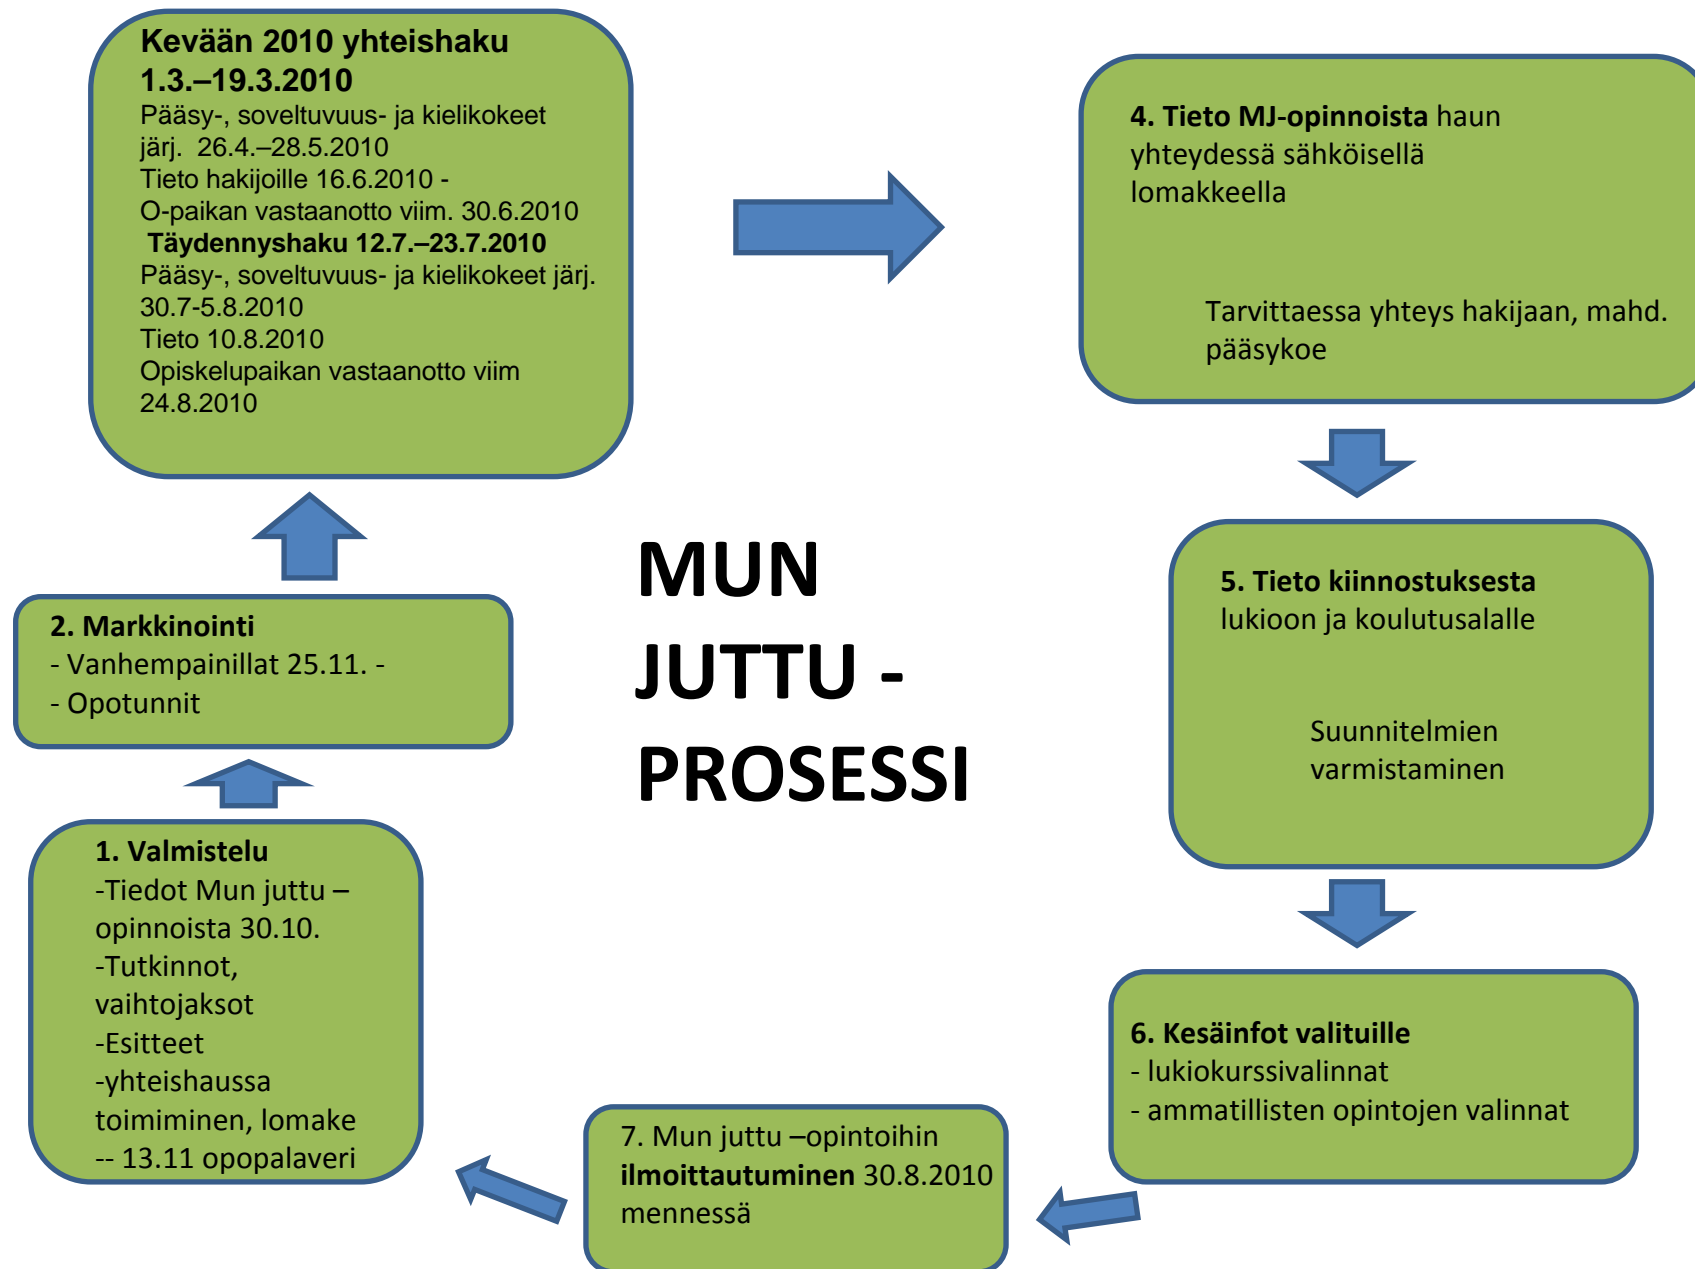 Kevään 2010 yhteishaku
1.3.–19.3.2010
Pääsy-, soveltuvuus- ja kielikokeet
järj.  26.4.–28.5.2010
Tieto hakijoille 16.6.2010 -
O-paikan vastaanotto viim. 30.6.2010
Täydennyshaku 12.7.–23.7.2010
Pääsy-, soveltuvuus- ja kielikokeet järj.
30.7-5.8.2010
Tieto 10.8.2010
Opiskelupaikan vastaanotto viim
24.8.2010
4. Tieto MJ-opinnoista haun
yhteydessä sähköisellä
lomakkeella
Tarvittaessa yhteys hakijaan, mahd.
pääsykoe
MUN
JUTTU -
PROSESSI
5. Tieto kiinnostuksesta
lukioon ja koulutusalalle
Suunnitelmien
varmistaminen
2. Markkinointi
- Vanhempainillat 25.11. -
- Opotunnit
1. Valmistelu
-Tiedot Mun juttu –
opinnoista 30.10.
-Tutkinnot,
vaihtojaksot
-Esitteet
-yhteishaussa
toimiminen, lomake
-- 13.11 opopalaveri
6. Kesäinfot valituille
- lukiokurssivalinnat
- ammatillisten opintojen valinnat
7. Mun juttu –opintoihin
ilmoittautuminen 30.8.2010
mennessä